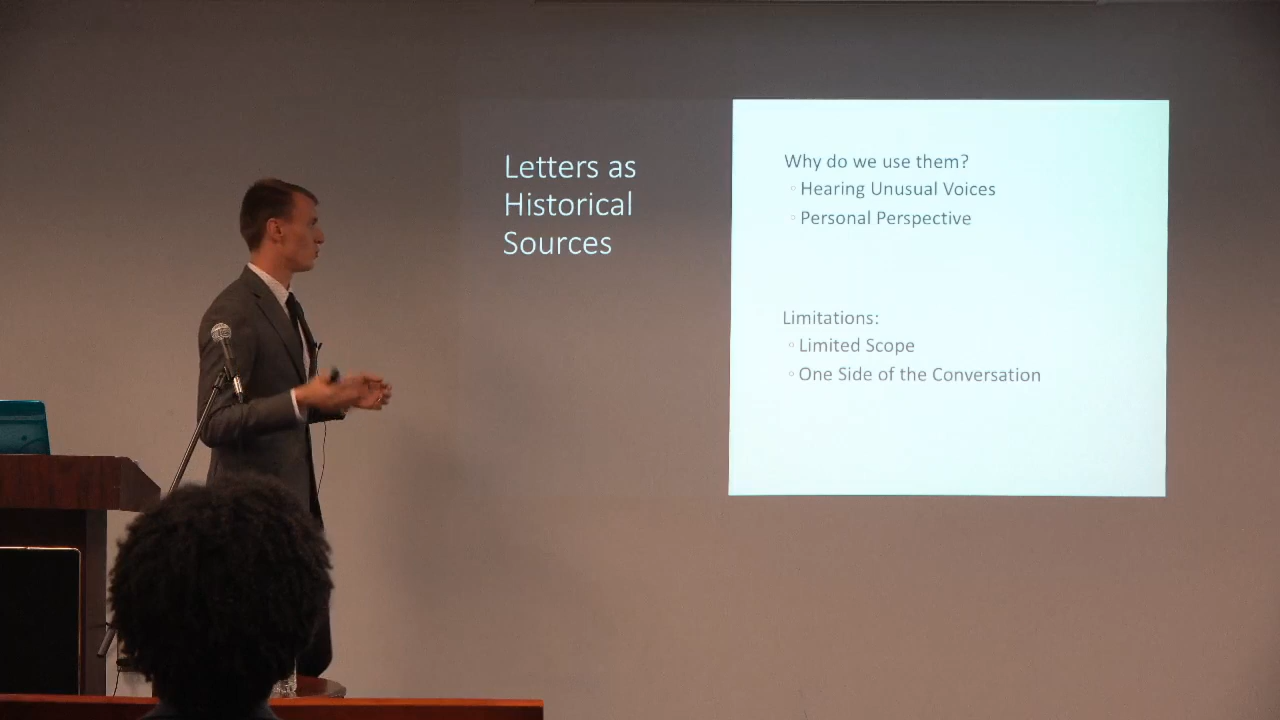 Letters as
Historical
Sources
Why do we use them?
◦ Hearing Unusual Voices
◦ Personal Perspective
Limitations:
◦ Limited Scope
◦ One Side of the Conversation